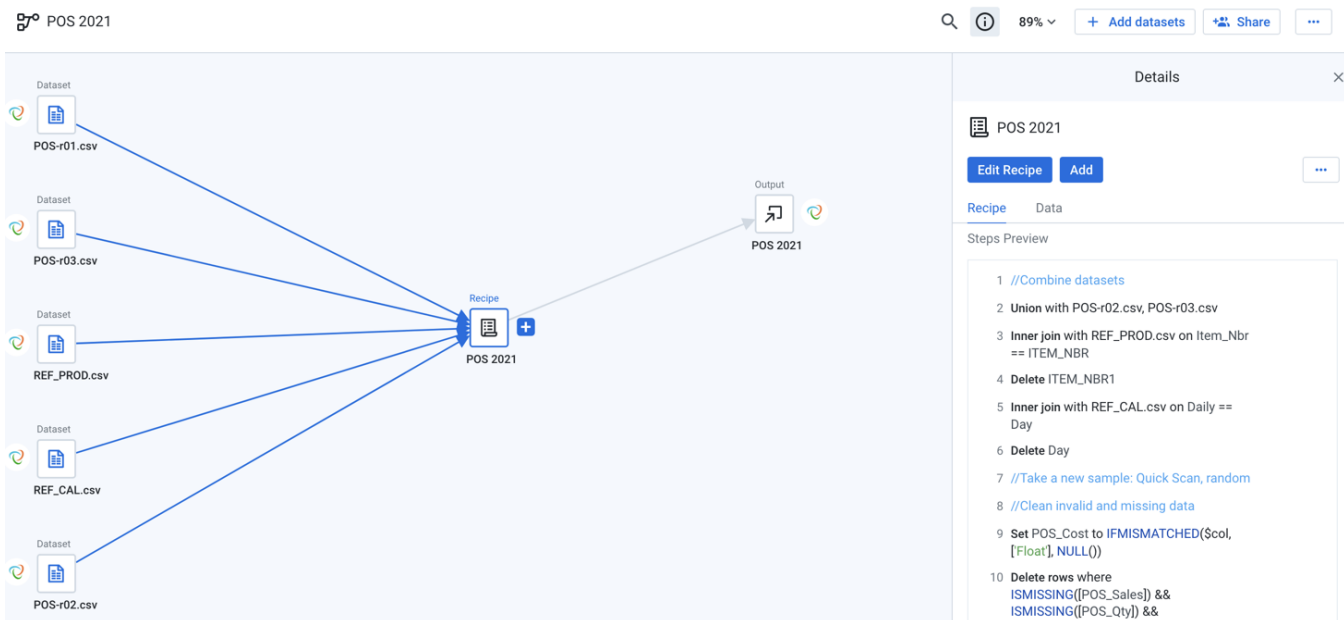 POS 2021
89%
Add datasets
Share
Dataset
POS-r01.csv
Dataset
POS-r03.csv
Dataset
REF_PROD.csv
Dataset
REF_CAL.csv
Dataset
POS-r02.csv
Recipe
POS 2021
Output
POS 2021
Details
POS 2021
Edit Recipe
Add
Recipe Data
Steps Preview
1 //Combine datasets
2 Union with POS-r02.csv, POS-r03.csv
3 Inner join with REF_PROD.csv on Item_Nbr
== ITEM_NBR
4 Delete ITEM_NBR1
5 Inner join with REF_CAL.csv on Daily ==
Day
6 Delete Day
7 //Take a new sample: Quick Scan, random
8 //Clean invalid and missing data
9 Set POS_Cost to IFMISMATCHED($col,
['Float'], NULL())
10 Delete rows where
ISMISSING([POS_Sales]) &&
ISMISSING([POS_Qty]) &&